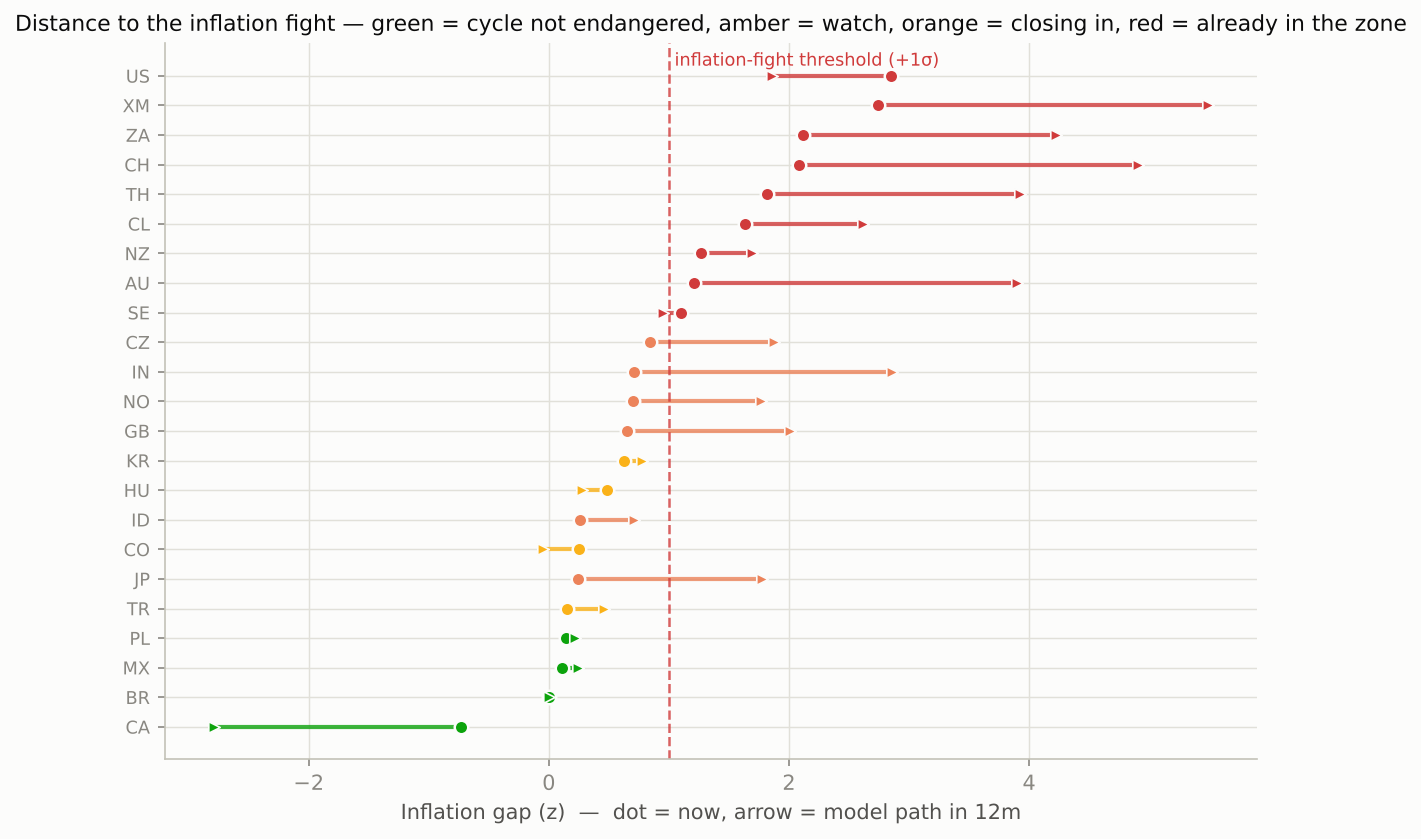 Distance to the inflation fight — green = cycle not endangered, amber = watch, orange = closing in, red = already in the zone
inflation-fight threshold (+1σ)
US
XM
ZA
CH
TH
CL
NZ
AU
SE
CZ
IN
NO
GB
KR
HU
ID
CO
JP
TR
PL
MX
BR
CA
−2 0 2 4
Inflation gap (z) — dot = now, arrow = model path in 12m